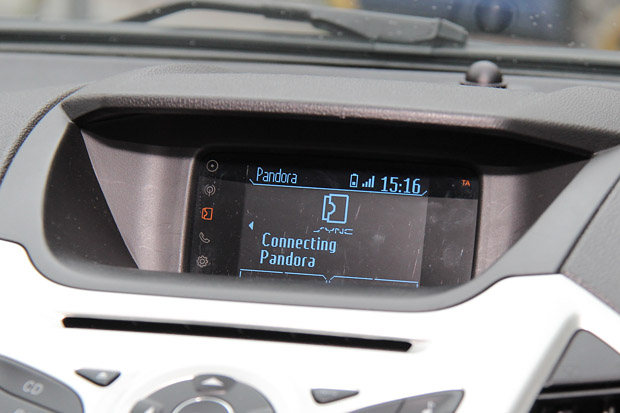 Pandora 15:16 TA
SYNC
Connecting
Pandora
CD